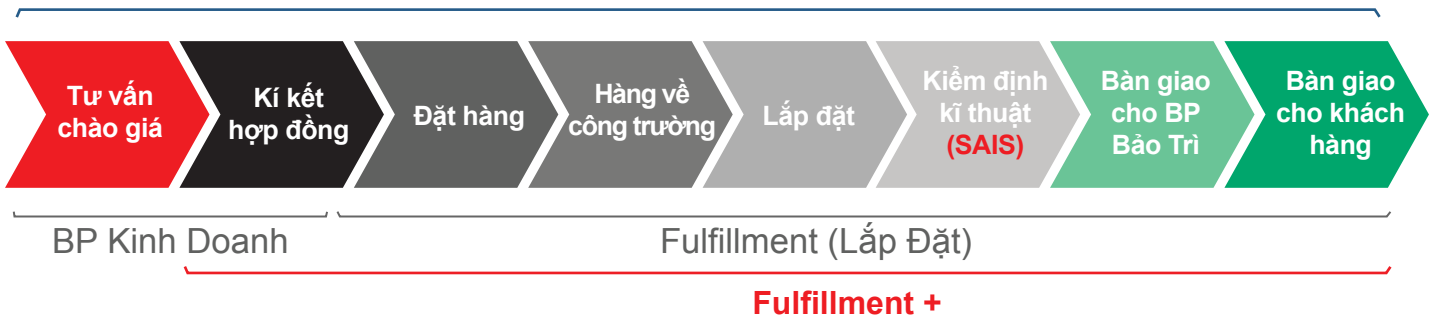 Tư vấn
chào giá
Kí kết
hợp đồng
Đặt hàng
Hàng về
công trường
Lắp đặt
Kiểm định
kĩ thuật
(SAIS)
Bàn giao
cho BP
Bảo Trì
Bàn giao
cho khách
hàng
BP Kinh Doanh
Fulfillment (Lắp Đặt)
Fulfillment +